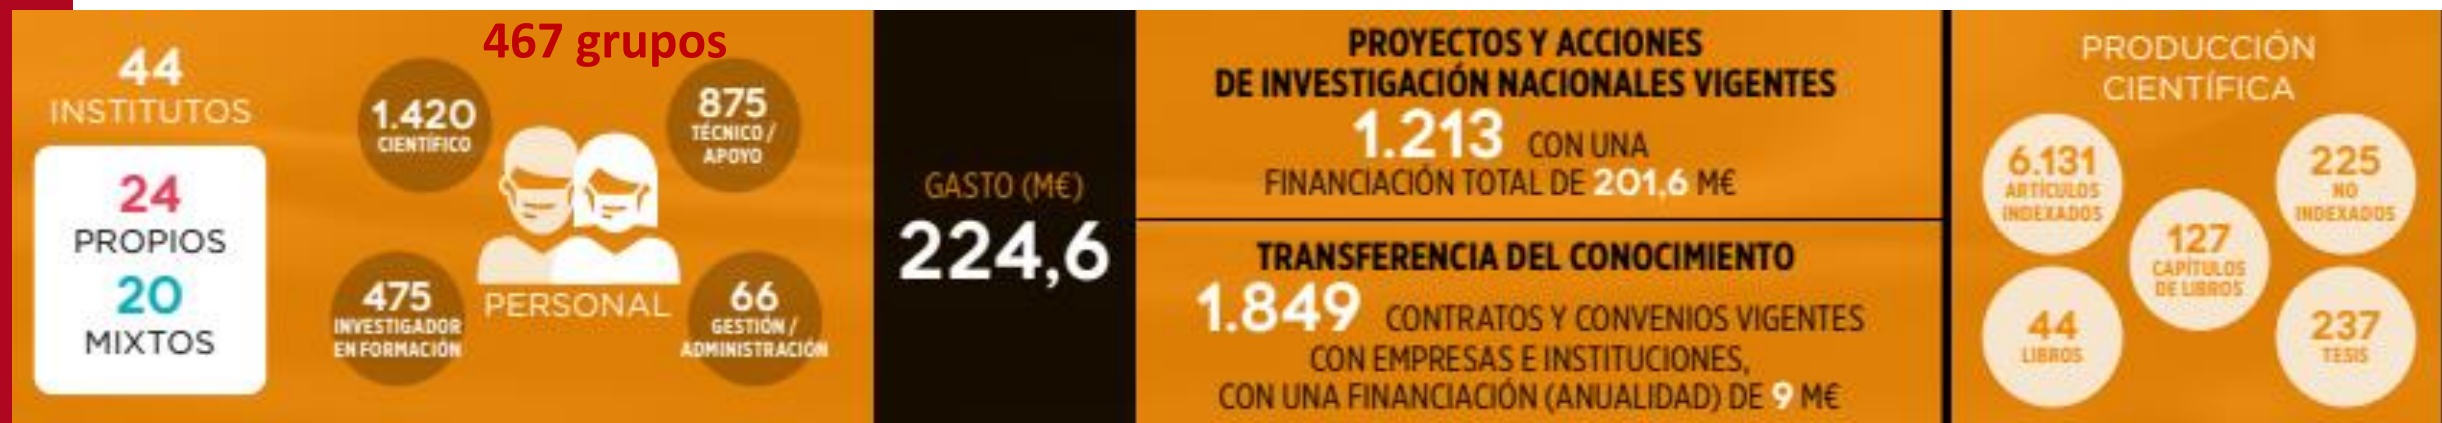 44
INSTITUTOS
24
PROPIOS
20
MIXTOS
467 grupos
1.420
CIENTÍFICO
875
TÉCNICO /
APOYO
475
INVESTIGADOR
EN FORMACIÓN
PERSONAL
66
GESTIÓN /
ADMINISTRACIÓN
GASTO (M€)
224,6
PROYECTOS Y ACCIONES
DE INVESTIGACIÓN NACIONALES VIGENTES
1.213 CON UNA
FINANCIACIÓN TOTAL DE 201,6 M€
TRANSFERENCIA DEL CONOCIMIENTO
1.849 CONTRATOS Y CONVENIOS VIGENTES
CON EMPRESAS E INSTITUCIONES,
CON UNA FINANCIACIÓN (ANUALIDAD) DE 9 M€
PRODUCCIÓN
CIENTÍFICA
6.131
ARTÍCULOS
INDEXADOS
225
NO
INDEXADOS
127
CAPÍTULOS
DE LIBROS
44
LIBROS
237
TESIS